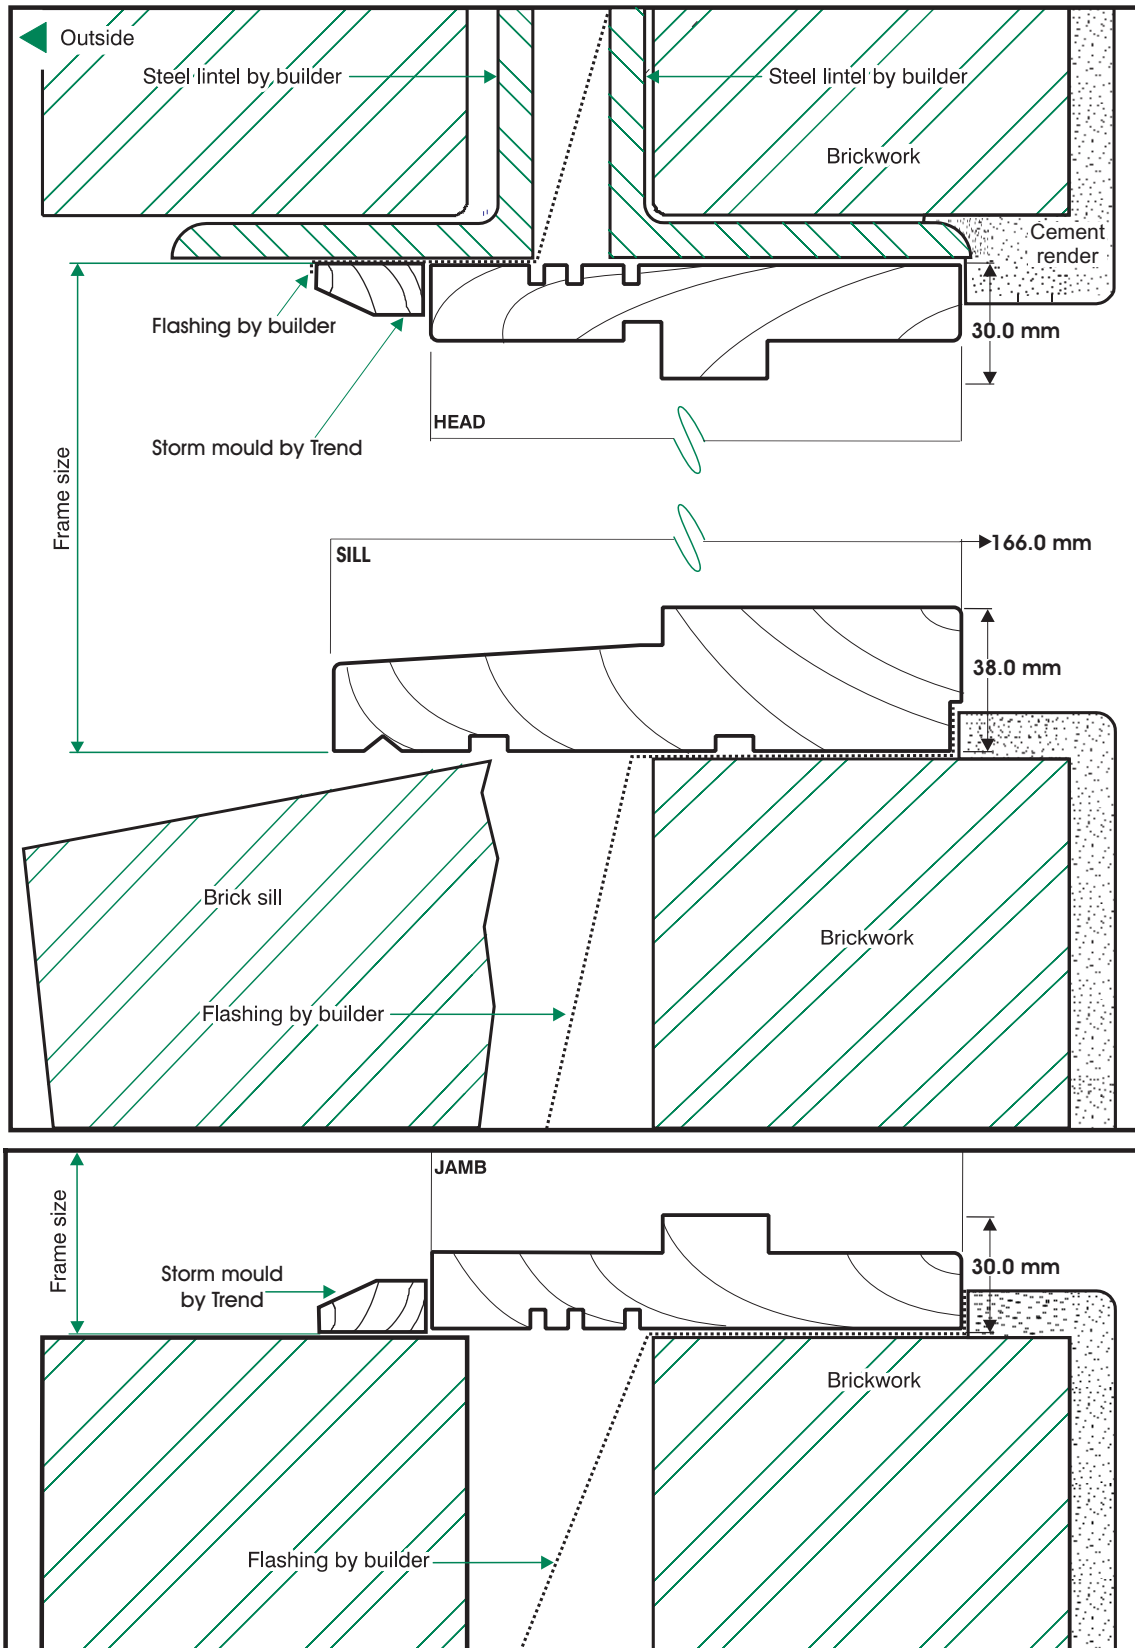 Outside
Steel lintel by builder
Steel lintel by builder
Brickwork
Cement
render
Flashing by builder
30.0 mm
HEAD
Storm mould by Trend
Frame size
166.0 mm
SILL
38.0 mm
Brick sill
Brickwork
Flashing by builder
JAMB
Frame size
Storm mould
by Trend
30.0 mm
Brickwork
Flashing by builder